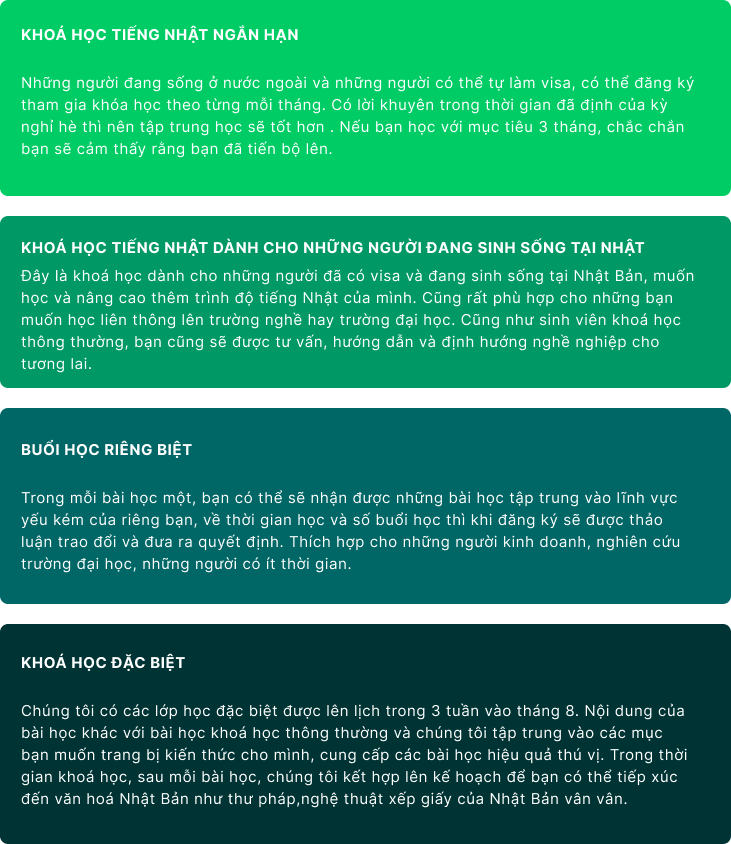 KHOÁ HỌC TIẾNG NHẬT NGẮN HẠN
Những người đang sống ở nước ngoài và những người có thể tự làm visa, có thể đăng ký
tham gia khóa học theo từng mỗi tháng. Có lời khuyên trong thời gian đã định của kỳ
nghỉ hè thì nên tập trung học sẽ tốt hơn . Nếu bạn học với mục tiêu 3 tháng, chắc chắn
bạn sẽ cảm thấy rằng bạn đã tiến bộ lên.
KHOÁ HỌC TIẾNG NHẬT DÀNH CHO NHỮNG NGƯỜI ĐANG SINH SỐNG TẠI NHẬT
Đây là khoá học dành cho những người đã có visa và đang sinh sống tại Nhật Bản, muốn
học và nâng cao thêm trình độ tiếng Nhật của mình. Cũng rất phù hợp cho những bạn
muốn học liên thông lên trường nghề hay trường đại học. Cũng như sinh viên khoá học
thông thường, bạn cũng sẽ được tư vấn, hướng dẫn và định hướng nghề nghiệp cho
tương lai.
BUỔI HỌC RIÊNG BIỆT
Trong mỗi bài học một, bạn có thể sẽ nhận được những bài học tập trung vào lĩnh vực
yếu kém của riêng bạn, về thời gian học và số buổi học thì khi đăng ký sẽ được thảo
luận trao đổi và đưa ra quyết định. Thích hợp cho những người kinh doanh, nghiên cứu
trường đại học, những người có ít thời gian.
KHOÁ HỌC ĐẶC BIỆT
Chúng tôi có các lớp học đặc biệt được lên lịch trong 3 tuần vào tháng 8. Nội dung của
bài học khác với bài học khoá học thông thường và chúng tôi tập trung vào các mục
bạn muốn trang bị kiến thức cho mình, cung cấp các bài học hiệu quả thú vị. Trong thời
gian khoá học, sau mỗi bài học, chúng tôi kết hợp lên kế hoạch để bạn có thể tiếp xúc
đến văn hoá Nhật Bản như thư pháp,nghệ thuật xếp giấy của Nhật Bản vân vân.